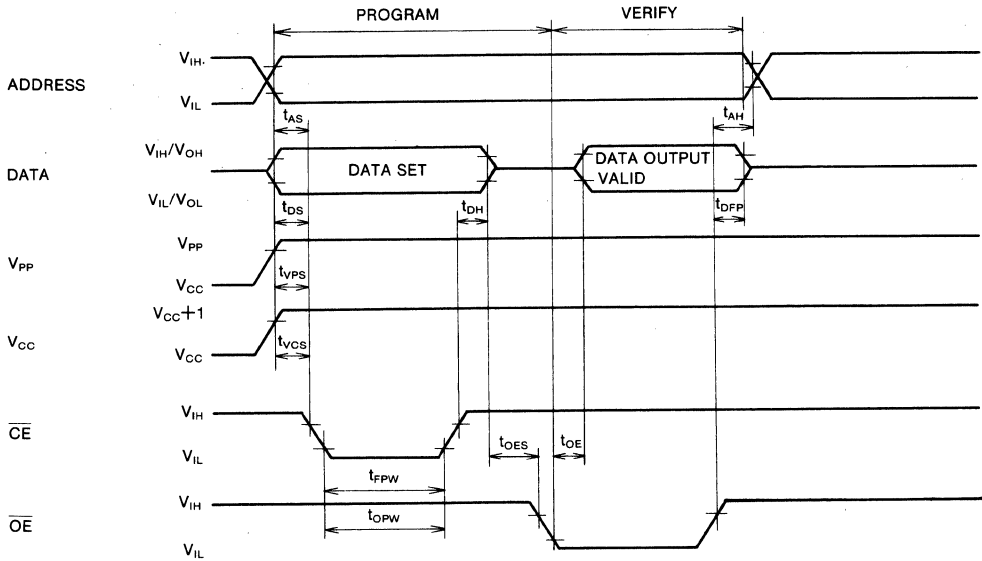 PROGRAM
VERIFY
ADDRESS
VIH.
VIL
tAS
tAH
DATA
VIH/VOH
VIL/VOL
DATA SET
DATA OUTPUT
VALID
tDS
tDH
tDFP
VPP
VPP
VCC
tVPS
VCC
VCC+1
VCC
tVCS
CE
VIH
VIL
tOES
tOE
tFPW
OE
VIH
VIL
tOPW